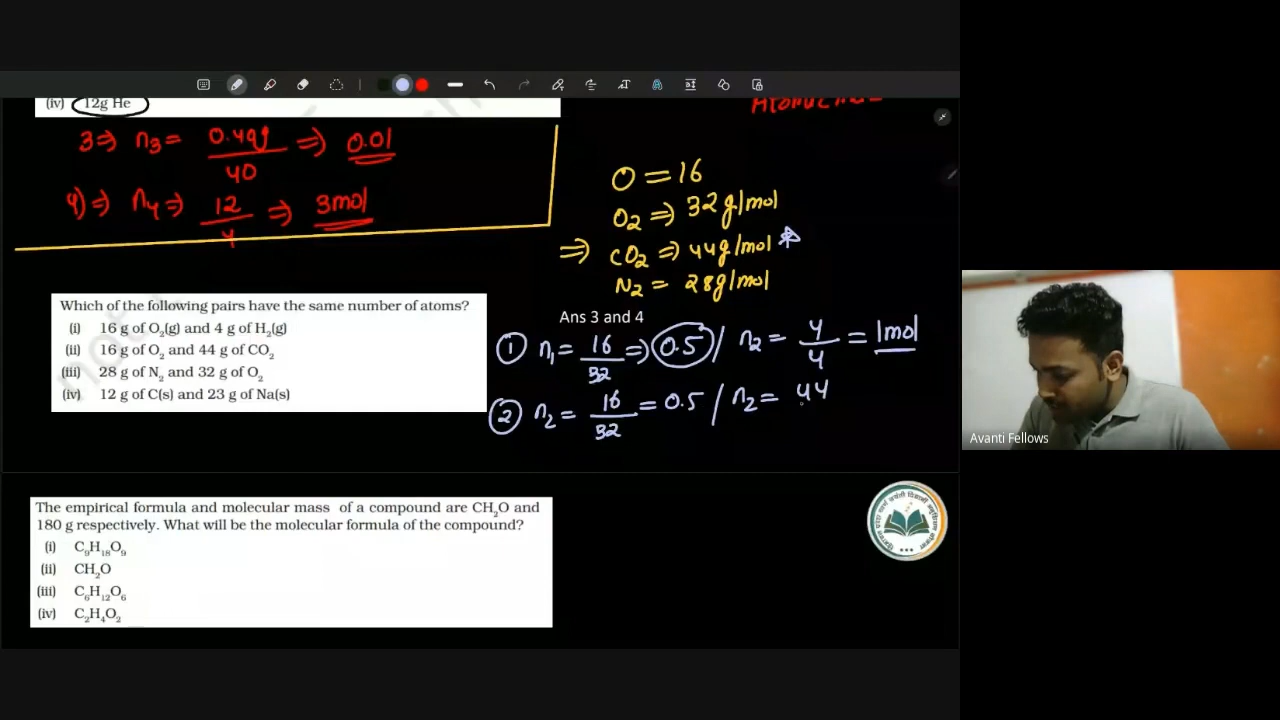 (iv) 12g He
3⇒ n3= 0.4g/40 ⇒) 0.01
4)⇒ n4⇒ 12/4 ⇒ 3mol
O = 16
O2 ⇒ 32g/mol
⇒ CO2 ⇒ 44g/mol *
N2 = 28g/mol
Which of the following pairs have the same number of atoms?
(i) 16 g of O2(g) and 4 g of H2(g)
(ii) 16 g of O2 and 44 g of CO2
(iii) 28 g of N2 and 32 g of O2
(iv) 12 g of C(s) and 23 g of Na(s)
Ans 3 and 4
① n1 = 16/32 ⇒ 0.5 / n2 = 4/4 = 1mol
② n2 = 16/32 = 0.5 / n2 = 44
The empirical formula and molecular mass of a compound are CH2O and
180 g respectively. What will be the molecular formula of the compound?
(i) C9H18O9
(ii) CH2O
(iii) C6H12O6
(iv) C2H4O2
Avanti Fellows